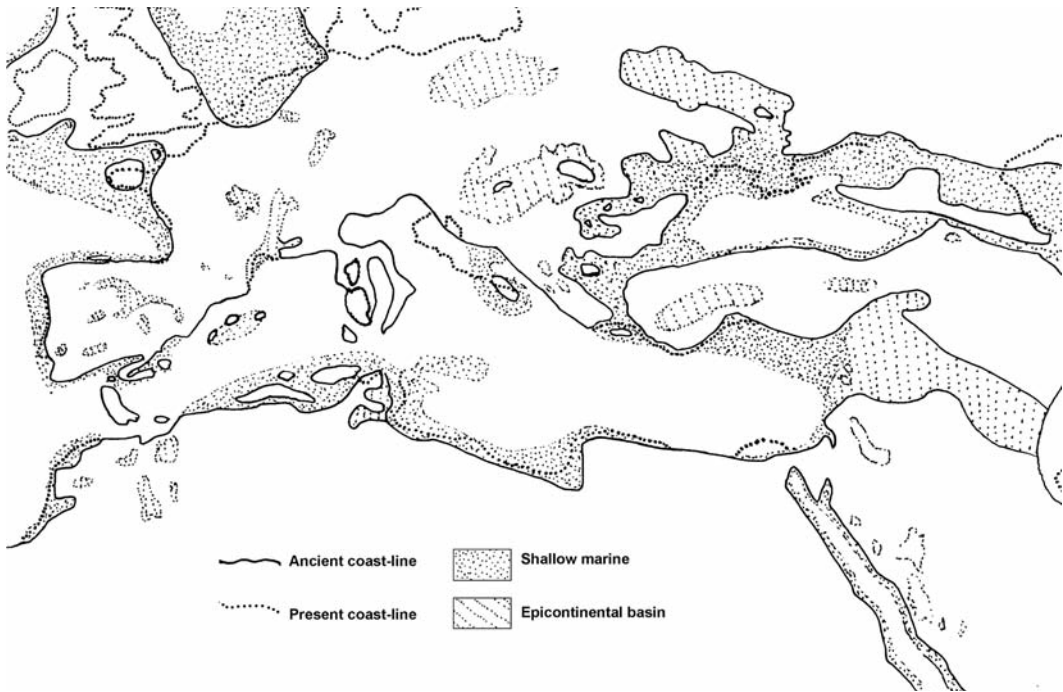 Ancient coast-line
Shallow marine
Present coast-line
Epicontinental basin